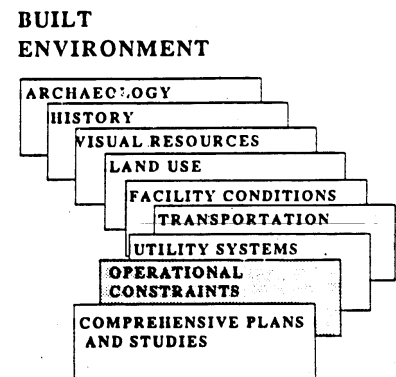 BUILT
ENVIRONMENT
ARCHAEOLOGY
HISTORY
VISUAL RESOURCES
LAND USE
FACILITY CONDITIONS
TRANSPORTATION
UTILITY SYSTEMS
OPERATIONAL
CONSTRAINTS
COMPREHENSIVE PLANS
AND STUDIES